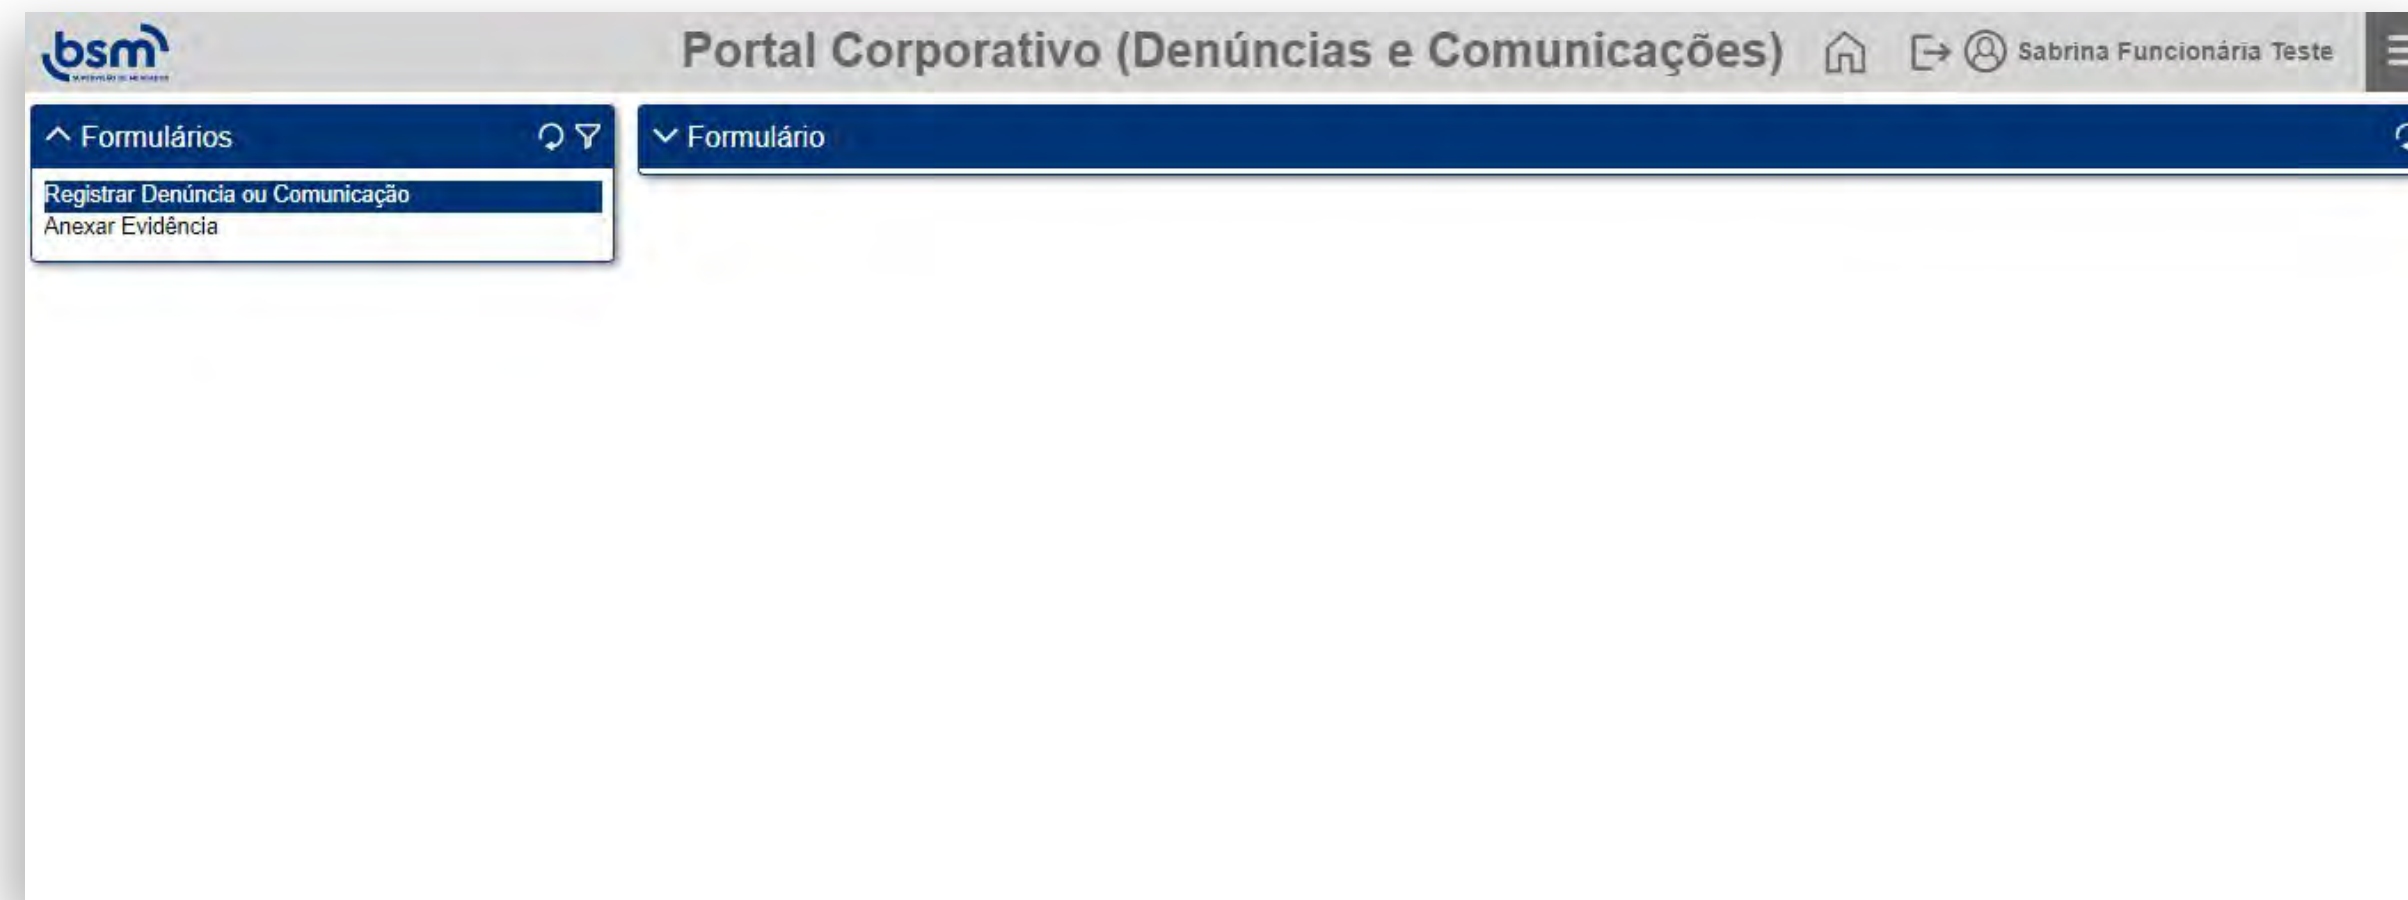 bsm
Portal Corporativo (Denúncias e Comunicações)
Sabrina Funcionária Teste
Formulários
Registrar Denúncia ou Comunicação
Anexar Evidência
Formulário